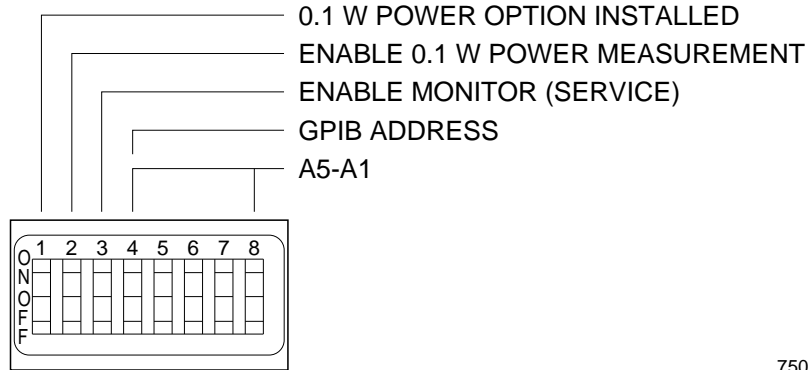 0.1 W POWER OPTION INSTALLED
ENABLE 0.1 W POWER MEASUREMENT
ENABLE MONITOR (SERVICE)
GPIB ADDRESS
A5-A1
1 2 3 4 5 6 7 8
ON
OFF
750